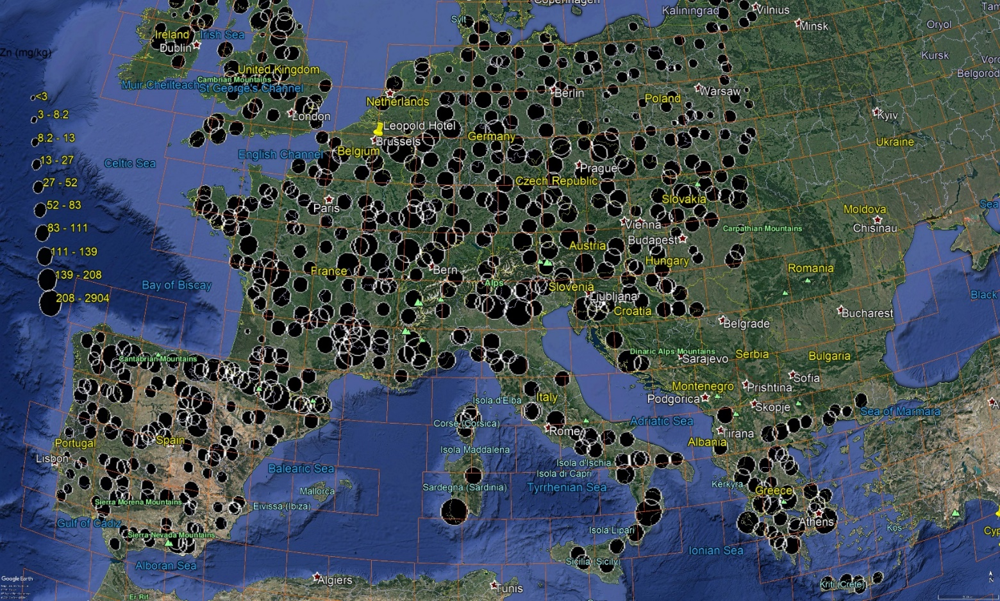 Copenhagen
Kaliningrad
Vilnius
Tam
Sylt
Oryol
Minsk
Ireland
Irish Sea
Dublin
Zn (mg/kg)
Kursk
Voro
United Kingdom
Belgorod
Cambrian Mountains
Muir Cheilteach
St George's Channel
Berlin
Warsaw
<3
Netherlands
Poland
3 - 8.2
London
Kyiv
Leopold Hotel
8.2 - 13
Brussels
Germany
Ukraine
Belgium
English Channel
13 - 27
Celtic Sea
Prague
27 - 52
Czech Republic
Slovakia
52 - 83
Paris
Moldova
Sea
Vienna
Chisinau
83 - 111
Carpathian Mountains
Budapest
Austria
111 - 139
Hungary
France
Bern
Romania
139 - 208
Bay of Biscay
Alps
Slovenia
208 - 2904
Ljubljana
Black
Croatia
Bucharest
Belgrade
Cantabrian Mountains
Dinaric Alps Mountains
Sarajevo
Serbia
Bulgaria
Sofia
Montenegro
Prishtina
Isola d'Elba
Italy
Podgorica
Skopje
Sea of Marmara
Corse (Corsica)
Adriatic Sea
Rome
Tirana
Portugal
Spain
Albania
Isola Maddalena
Lisbon
Isola d'Ischia
Balearic Sea
Isola di Capri
Kerkyra
Sardegna (Sardinia)
Tyrrhenian Sea
Mallorca
Greece
Sierra Morena Mountains
Eivissa (Ibiza)
Gulf of Cádiz
Athens
Kos
Isola Lipari
Cyp
Sierra Nevada Mountains
Ionian Sea
Sicilia (Sicily)
Alboran Sea
Google Earth
Algiers
Kriti (Crete)
Tunis
N
Er Rif